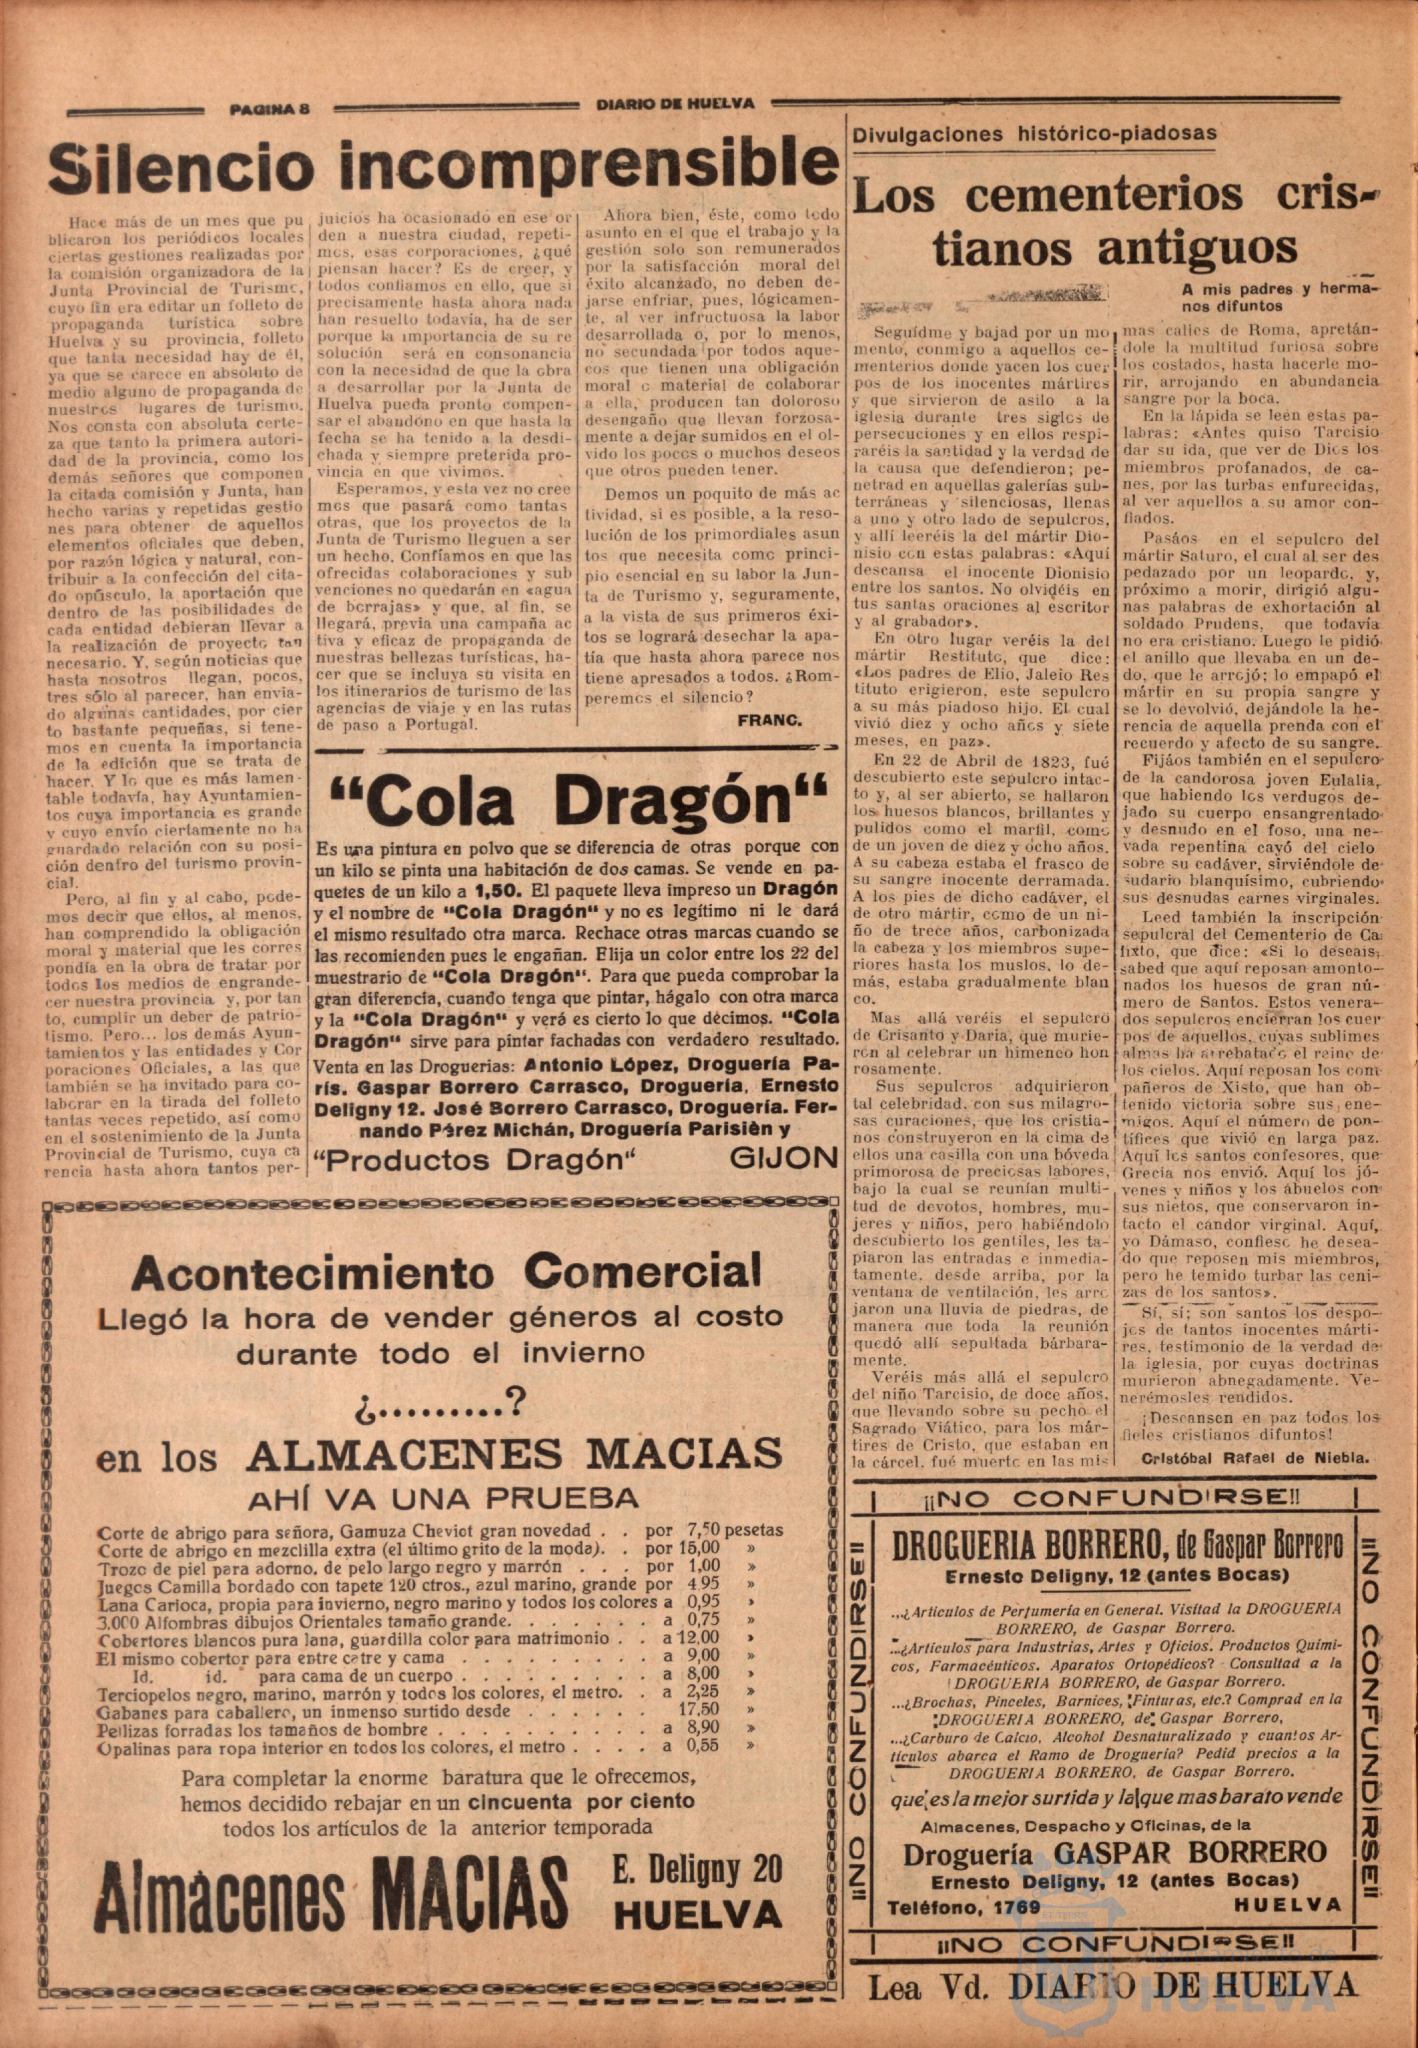 PAGINA 8
DIARIO DE HUELVA
Silencio incomprensible
Hace más de un mes que pu
blicaron los periódicos locales
ciertas gestiones realizadas por
la comisión organizadora de la
Junta Provincial de Turismo,
cuyo fin era editar un folleto de
propaganda turística sobre
Huelva y su provincia, folleto
que tanta necesidad hay de él,
ya que se carece en absoluto de
medio alguno de propaganda de
nuestros lugares de turismo.
Nos consta con absoluta certe-
za que tanto la primera autori-
dad de la provincia, como los
demás señores que componen
la citada comisión y Junta, han
hecho varias y repetidas gestio
nes para obtener de aquellos
elementos oficiales que deben,
por razón lógica y natural, con-
tribuir a la confección del cita-
do opúsculo, la aportación que
dentro de las posibilidades de
cada entidad debieran llevar a
la realización de proyecto tan
necesario. Y, según noticias que
hasta nosotros llegan, pocos,
tres sólo al parecer, han envia-
do algunas cantidades, por cier
to bastante pequeñas, si tene-
mos en cuenta la importancia
de la edición que se trata de
hacer. Y lo que es más lamen-
table todavía, hay Ayuntamien-
tos cuya importancia es grande
y cuyo envío ciertamente no ha
guardado relación con su posi-
ción dentro del turismo provin-
cial.
Pero, al fin y al cabo, pode-
mos decir que ellos, al menos,
han comprendido la obligación
moral y material que les corres
pondía en la obra de tratar por
todos los medios de engrande-
cer nuestra provincia y, por tan
to, cumplir un deber de patrio-
tismo. Pero... los demás Ayun-
tamientos y las entidades y Cor
poraciones Oficiales, a las que
también se ha invitado para co-
laborar en la tirada del folleto
tantas veces repetido, así como
en el sostenimiento de la Junta
Provincial de Turismo, cuya ca
rencia hasta ahora tantos per-
juicios ha ocasionado en ese or
den a nuestra ciudad, repeti-
mos, esas corporaciones, ¿qué
piensan hacer? Es de creer, y
todos confiamos en ello, que si
precisamente hasta ahora nada
han resuelto todavía, ha de ser
porque la importancia de su re
solución será en consonancia
con la necesidad de que la obra
a desarrollar por la Junta de
Huelva pueda pronto compen-
sar el abandóno en que hasta la
fecha se ha tenido a la desdi-
chada y siempre preterida pro-
vincia en que vivimos.
Esperamos, y esta vez no cree
mos que pasará como tantas
otras, que los proyectos de la
Junta de Turismo lleguen a ser
un hecho. Confíamos en que las
ofrecidas colaboraciones y sub
venciones no quedarán en «agua
de borrajas» y que, al fin, se
llegará, previa una campaña ac
tiva y eficaz de propaganda de
nuestras bellezas turísticas, ha-
cer que se incluya su visita en
los itinerarios de turismo de las
agencias de viaje y en las rutas
de paso a Portugal.
Ahora bien, éste, como todo
asunto en el que el trabajo y la
gestión solo son remunerados
por la satisfacción moral del
éxito alcanzado, no deben de-
jarse enfriar, pues, lógicamen-
te, al ver infructuosa la labor
desarrollada o, por lo menos,
no secundada por todos aque-
cos que tienen una obligación
moral o material de colaborar
a ella, producen tan doloroso
desengaño que llevan forzosa-
mente a dejar sumidos en el ol-
vido los poces o muchos deseos
que otros pueden tener.
Demos un poquito de más ac
tividad, si es posible, a la reso-
lución de los primordiales asun
tos que necesita como princi-
pio esencial en su labor la Jun-
ta de Turismo y, seguramente,
a la vista de sus primeros éxi-
tos se logrará desechar la apa-
tía que hasta ahora parece nos
tiene apresados a todos. ¿Rom-
peremos el silencio?
FRANC.
"Cola Dragón"
Es una pintura en polvo que se diferencia de otras porque con
un kilo se pinta una habitación de dos camas. Se vende en pa-
quetes de un kilo a 1,50. El paquete lleva impreso un Dragón
y el nombre de "Cola Dragón" y no es legítimo ni le dará
el mismo resultado otra marca. Rechace otras marcas cuando se
las recomienden pues le engañan. Elija un color entre los 22 del
muestrario de "Cola Dragón". Para que pueda comprobar la
gran diferencia, cuando tenga que pintar, hágalo con otra marca
y la "Cola Dragón" y verá es cierto lo que décimos. "Cola
Dragón" sirve para pintar fachadas con verdadero resultado.
Venta en las Droguerias: Antonio López, Droguería Pa-
rís. Gaspar Borrero Carrasco, Droguería, Ernesto
Deligny 12. José Borrero Carrasco, Droguería. Fer-
nando Pérez Michán, Droguería Parisièn y
"Productos Dragón" GIJON
Acontecimiento Comercial
Llegó la hora de vender géneros al costo
durante todo el invierno
¿.........?
en los ALMACENES MACIAS
AHÍ VA UNA PRUEBA
Corte de abrigo para señora, Gamuza Cheviot gran novedad . . por 7,50 pesetas
Corte de abrigo en mezclilla extra (el último grito de la moda). . por 15,00 »
Trozo de piel para adorno, de pelo largo negro y marrón . . . por 1,00 »
Juegos Camilla bordado con tapete 120 ctros., azul marino, grande por 4.95 »
Lana Carioca, propia para invierno, negro marino y todos los colores a 0,95 »
3.000 Alfombras dibujos Orientales tamaño grande. . . . . . . a 0,75 »
Cobertores blancos pura lana, guardilla color para matrimonio . . a 12,00 »
El mismo cobertor para entre catre y cama . . . . . . . . . a 9,00 »
Id. id. para cama de un cuerpo . . . . . . . . . a 8,00 »
Terciopelos negro, marino, marrón y todos los colores, el metro. . a 2,25 »
Gabanes para caballero, un inmenso surtido desde . . . . . . 17,50 »
Pellizas forradas los tamaños de hombre . . . . . . . . . . a 8,90 »
Opalinas para ropa interior en todos los colores, el metro . . . . a 0,55 »
Para completar la enorme baratura que le ofrecemos,
hemos decidido rebajar en un cincuenta por ciento
todos los artículos de la anterior temporada
Almacenes MACIAS
E. Deligny 20
HUELVA
Divulgaciones histórico-piadosas
Los cementerios cris-
tianos antiguos
A mis padres y herma-
nos difuntos
Seguídme y bajad por un mo
mento, conmigo a aquellos ce-
menterios donde yacen los cuer
pos de los inocentes mártires
y que sirvieron de asilo a la
iglesia durante tres siglos de
persecuciones y en ellos respi-
raréis la santidad y la verdad de
la causa que defendieron; pe-
netrad en aquellas galerías sub-
terráneas y silenciosas, llenas
a uno y otro lado de sepulcros,
y allí leeréis la del mártir Dio-
nisio con estas palabras: «Aquí
descansa el inocente Dionisio
entre los santos. No olvidéis en
tus santas oraciones al escritor
y al grabador».
En otro lugar veréis la del
mártir Restituto, que dice:
«Los padres de Elio, Jaleio Res
tituto erigieron, este sepulcro
a su más piadoso hijo. El cual
vivió diez y ocho años y siete
meses, en paz».
En 22 de Abril de 1823, fué
descubierto este sepulcro intac-
to y, al ser abierto, se hallaron
los huesos blancos, brillantes y
pulidos como el marfil, como
de un joven de diez y ocho años.
A su cabeza estaba el frasco de
su sangre inocente derramada.
A los pies de dicho cadáver, el
de otro mártir, como de un ni-
ño de trece años, carbonizada
la cabeza y los miembros supe-
riores hasta los muslos, lo de-
más, estaba gradualmente blan
co.
Mas allá veréis el sepulcro
de Crisanto y Daria, que murie-
ron al celebrar un himenco hon
rosamente.
Sus sepulcros adquirieron
tal celebridad, con sus milagro-
sas curaciones, que los cristia-
nos construyeron en la cima de
ellos una casilla con una bóveda
primorosa de preciosas labores,
bajo la cual se reunían multi-
tud de devotos, hombres, mu-
jeres y niños, pero habiéndolo
descubierto los gentiles, les ta-
piaron las entradas e inmedia-
tamente, desde arriba, por la
ventana de ventilación, les arro
jaron una lluvia de piedras, de
manera que toda la reunión
quedó allí sepultada bárbara-
mente.
Veréis más allá el sepulcro
del niño Tarcisio, de doce años,
que llevando sobre su pecho el
Sagrado Viático, para los már-
tires de Cristo, que estaban en
la cárcel, fué muerto en las mis
mas calles de Roma, apretán-
dole la multitud furiosa sobre
los costados, hasta hacerle mo-
rir, arrojando en abundancia
sangre por la boca.
En la lápida se leen estas pa-
labras: «Antes quiso Tarcisio
dar su ida, que ver de Dios los
miembros profanados, de ca-
nes, por las turbas enfurecidas,
al ver aquellos a su amor con-
fiados.
Pasáos en el sepulcro del
mártir Saturo, el cual al ser des
pedazado por un leopardo, y,
próximo a morir, dirigió algu-
nas palabras de exhortación al
soldado Prudens, que todavía
no era cristiano. Luego le pidió
el anillo que llevaba en un de-
do, que le arrojó; lo empapó el
mártir en su propia sangre y
se lo devolvió, dejándole la he-
rencia de aquella prenda con el
recuerdo y afecto de su sangre.
Fijáos también en el sepulcro
de la candorosa joven Eulalia,
que habiendo los verdugos de-
jado su cuerpo ensangrentado
y desnudo en el foso, una ne-
vada repentina cayó del cielo
sobre su cadáver, sirviéndole de
sudario blanquísimo, cubriendo
sus desnudas carnes virginales.
Leed también la inscripción
sepulcral del Cementerio de Ca
lixto, que dice: «Si lo deseais,
sabed que aquí reposan amonto-
nados los huesos de gran nú-
mero de Santos. Estos venera-
dos sepulcros encierran los cuer
pos de aquellos, cuyas sublimes
almas ha arrebatado el reino de
los cielos. Aquí reposan los com
pañeros de Xisto, que han ob-
tenido victoria sobre sus ene-
migos. Aquí el número de pon-
tífices que vivió en larga paz.
Aquí los santos confesores, que
Grecia nos envió. Aquí los jó-
venes y niños y los ábuelos con
sus nietos, que conservaron in-
tacto el candor virginal. Aquí,
yo Dámaso, confieso he desea-
do que reposen mis miembros,
pero he temido turbar las ceni-
zas de los santos».
Sí, sí; son santos los despo-
jos de tantos inocentes márti-
res, testimonio de la verdad de
la iglesia, por cuyas doctrinas
murieron abnegadamente. Ve-
nerémosles rendidos.
¡Descansen en paz todos los
fieles cristianos difuntos!
Cristóbal Rafael de Niebla.
¡¡NO CONFUNDIRSE!!
¡¡NO CONFUNDIRSE!!
¡¡NO CONFUNDIRSE!!
DROGUERIA BORRERO, de Gaspar Borrero
Ernesto Deligny, 12 (antes Bocas)
...¿Artículos de Perfumería en General. Visitad la DROGUERIA
BORRERO, de Gaspar Borrero.
...¿Artículos para Industrias, Artes y Oficios. Productos Quími-
cos, Farmacéuticos. Aparatos Ortopédicos? Consultad a la
DROGUERIA BORRERO, de Gaspar Borrero.
...¿Brochas, Pinceles, Barnices, Pinturas, etc.? Comprad en la
DROGUERIA BORRERO, de Gaspar Borrero,
...¿Carburo de Calcio, Alcohol Desnaturalizado y cuantos Ar-
tículos abarca el Ramo de Droguería? Pedid precios a la
DROGUERIA BORRERO, de Gaspar Borrero.
que es la mejor surtida y la que mas barato vende
Almacenes, Despacho y Oficinas, de la
Droguería GASPAR BORRERO
Ernesto Deligny, 12 (antes Bocas)
Teléfono, 1769 HUELVA
¡¡NO CONFUNDIRSE!!
Lea Vd. DIARIO DE HUELVA
HUELVA